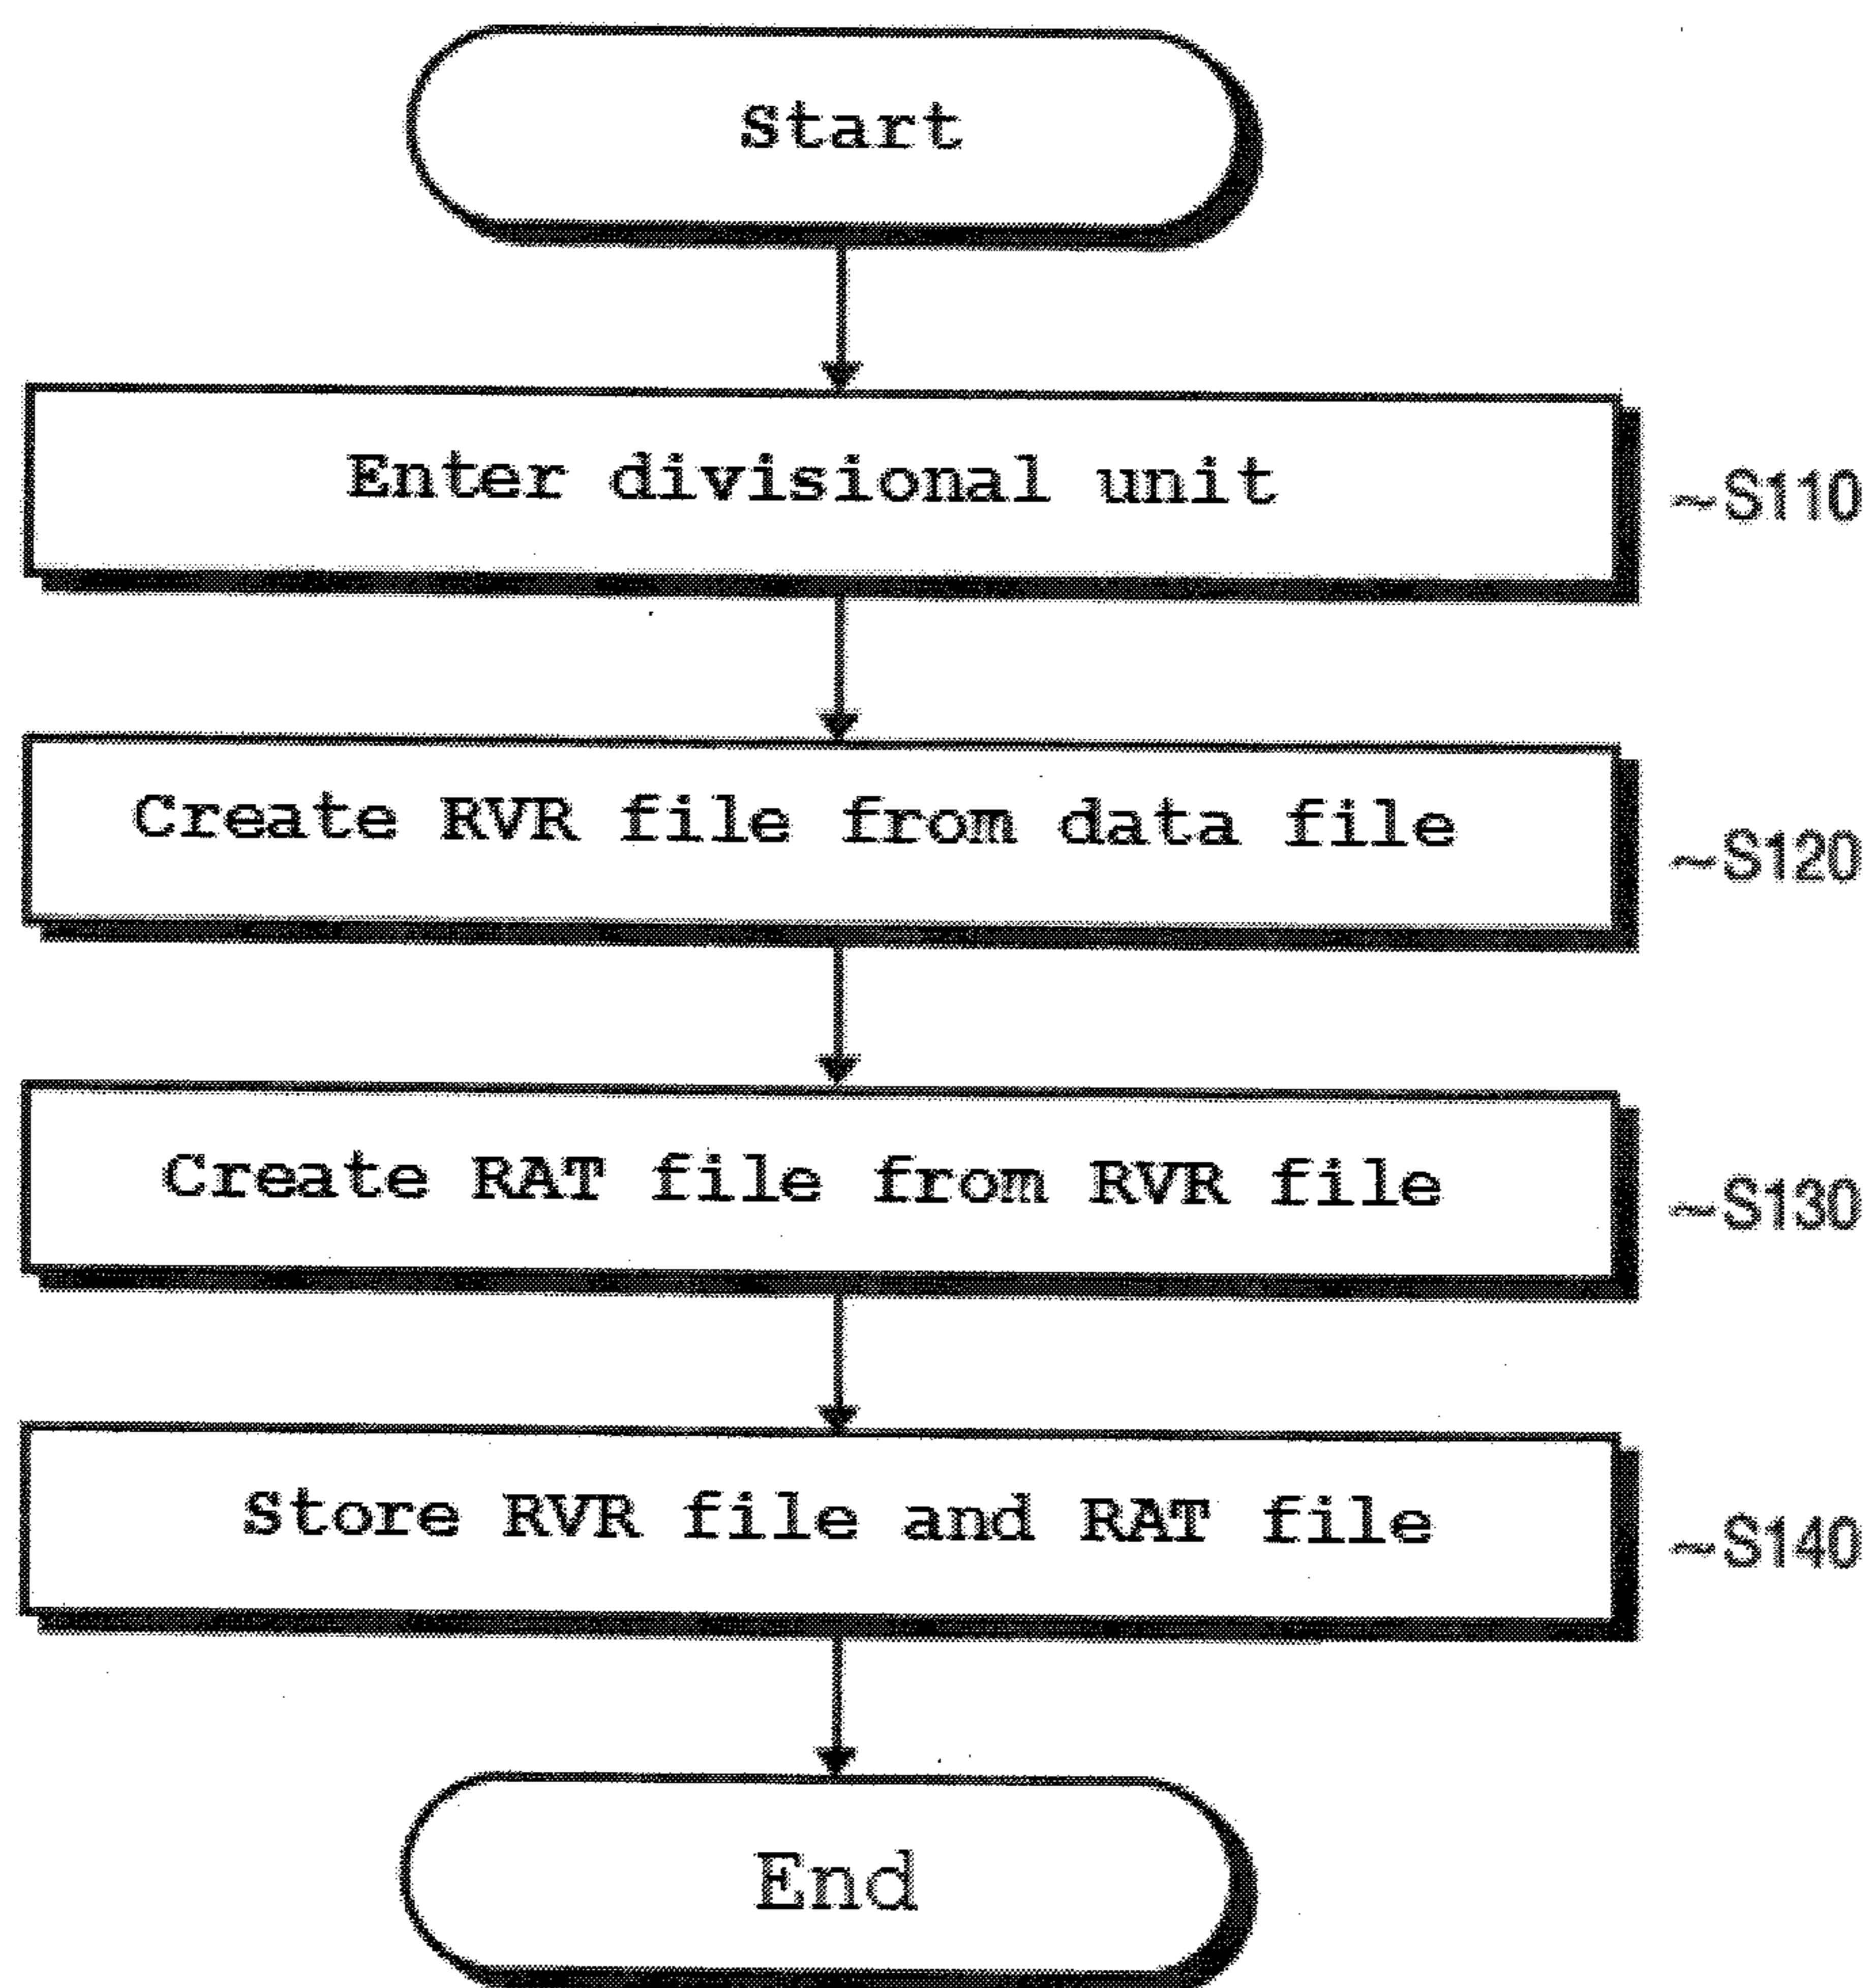 Start
Enter divisional unit
~S110
Create RVR file from data file
~S120
Create RAT file from RVR file
~S130
Store RVR file and RAT file
~S140
End